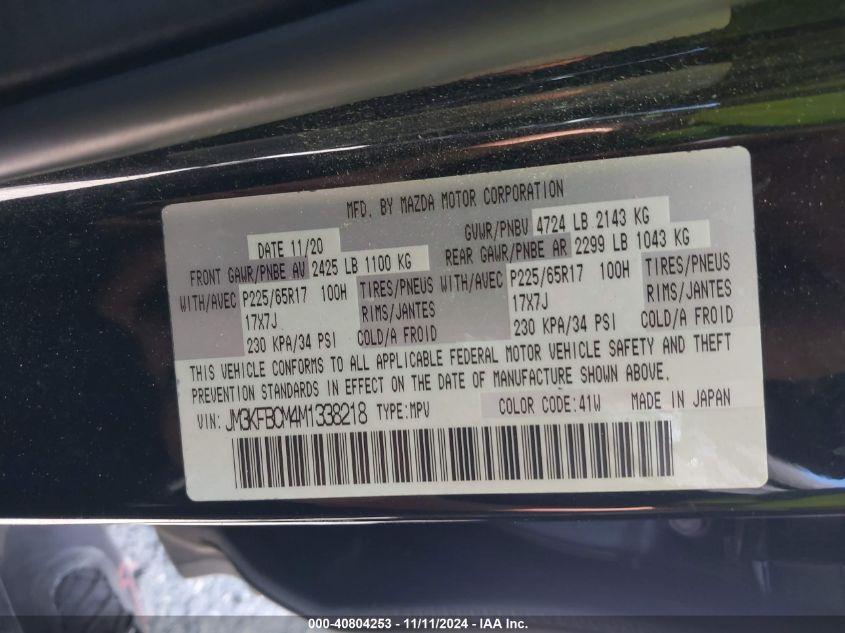 MFD. BY MAZDA MOTOR CORPORATION
DATE 11/20 GVWR/PNBV 4724 LB 2143 KG
FRONT GAWR/PNBE AV 2425 LB 1100 KG REAR GAWR/PNBE AR 2299 LB 1043 KG
WITH/AVEC P225/65R17 100H TIRES/PNEUS WITH/AVEC P225/65R17 100H TIRES/PNEUS
17X7J RIMS/JANTES 17X7J RIMS/JANTES
230 KPA/34 PSI COLD/A FROID 230 KPA/34 PSI COLD/A FROID
THIS VEHICLE CONFORMS TO ALL APPLICABLE FEDERAL MOTOR VEHICLE SAFETY AND THEFT
PREVENTION STANDARDS IN EFFECT ON THE DATE OF MANUFACTURE SHOWN ABOVE.
VIN: JM3KFBCM4M1338218 TYPE:MPV COLOR CODE:41W MADE IN JAPAN
000-40804253 - 11/11/2024 - IAA Inc.